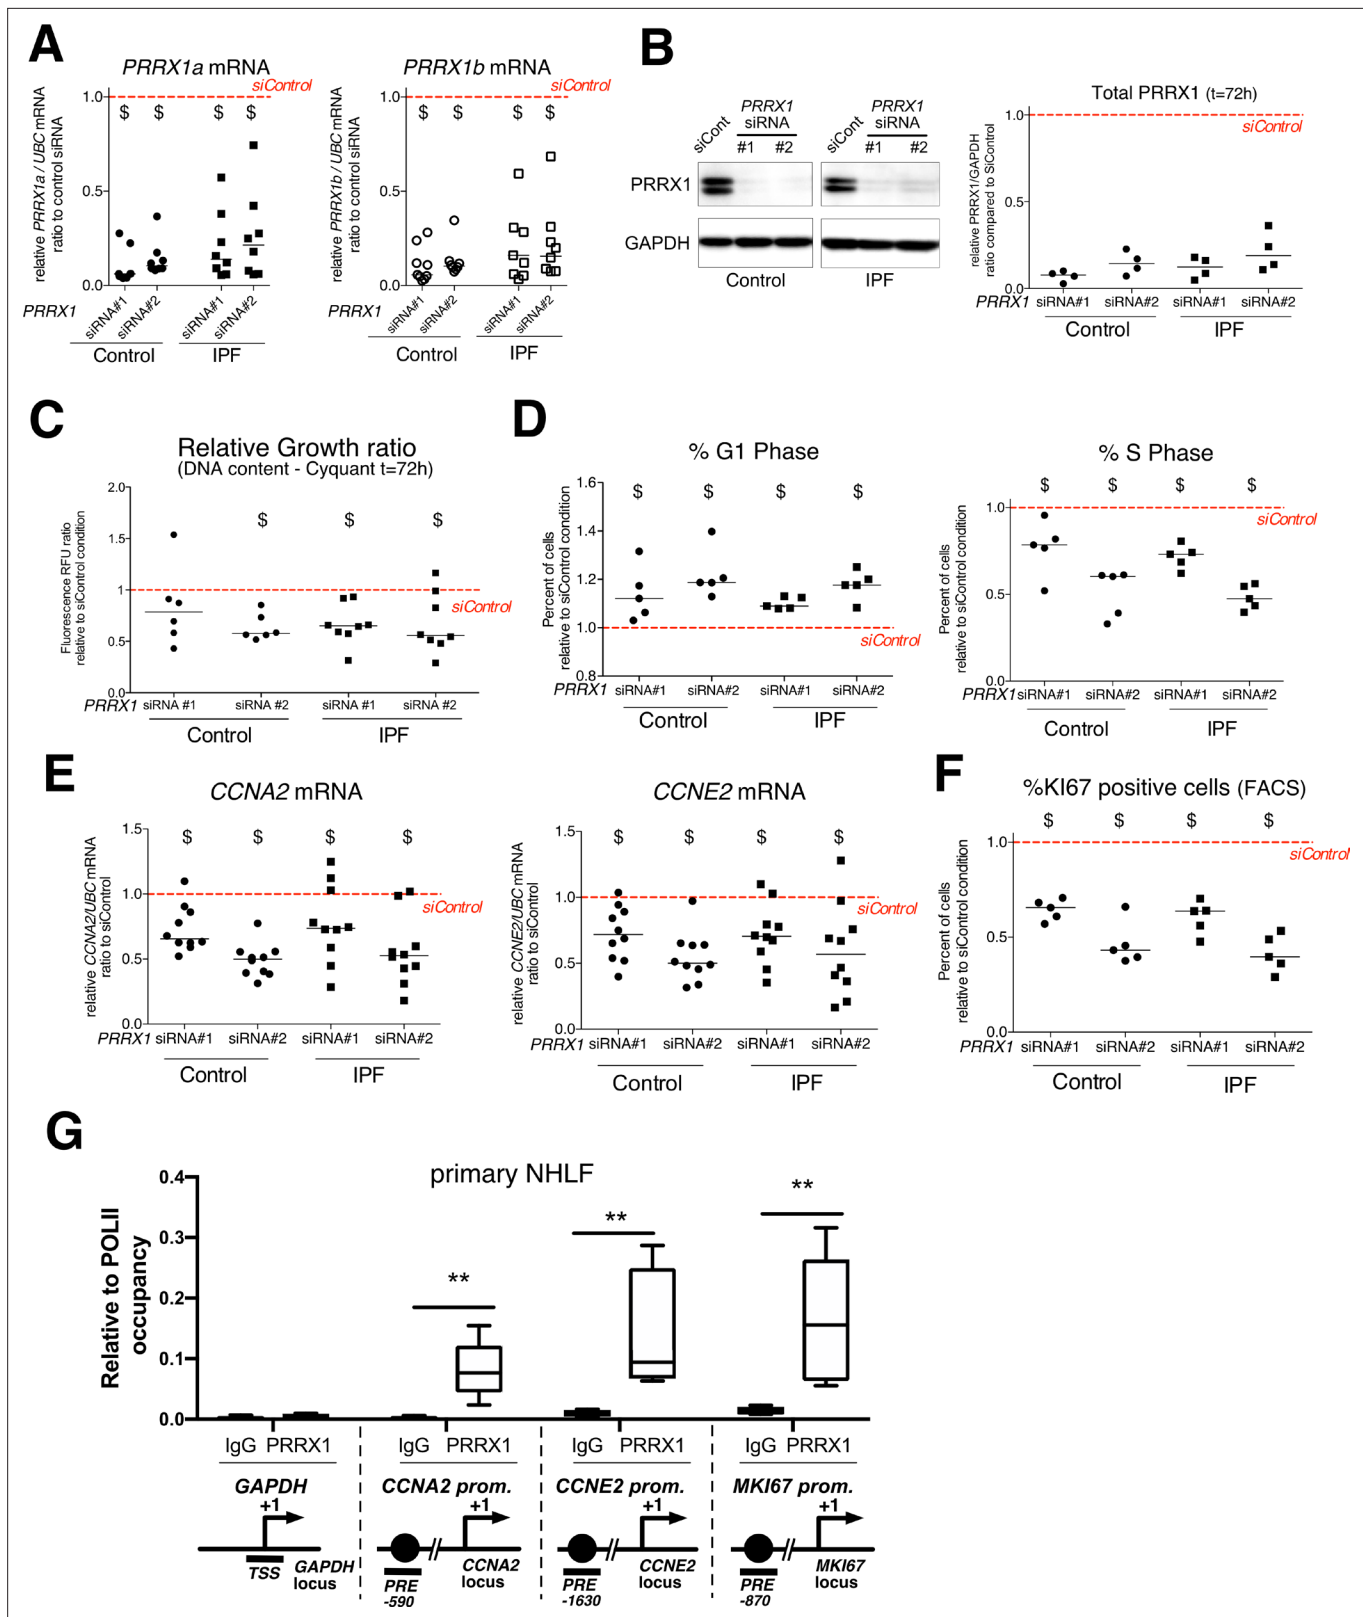 A
PRRX1a mRNA
siControl
relative PRRX1a / UBC mRNA
ratio to control siRNA
1.0
0.5
0.0
$ $ $ $
PRRX1
siRNA#1 siRNA#2 siRNA#1 siRNA#2
Control IPF
PRRX1b mRNA
siControl
relative PRRX1b / UBC mRNA
ratio to control siRNA
1.0
0.5
0.0
$ $ $ $
PRRX1
siRNA#1 siRNA#2 siRNA#1 siRNA#2
Control IPF
B
siCont
PRRX1
siRNA
#1 #2
siCont
PRRX1
siRNA
#1 #2
PRRX1
GAPDH
Control IPF
Total PRRX1 (t=72h)
siControl
relative PRRX1/GAPDH
ratio compared to SiControl
1.0
0.5
0.0
PRRX1 siRNA#1 siRNA#2 siRNA#1 siRNA#2
Control IPF
C
Relative Growth ratio
(DNA content - Cyquant t=72h)
Fluorescence RFU ratio
relative to siControl condition
2.0
1.5
1
0.5
0.0
$ $ $
siControl
PRRX1 siRNA #1 siRNA #2 siRNA #1 siRNA #2
Control IPF
D
% G1 Phase
Percent of cells
relative to siControl condition
1.6
1.4
1.2
1.0
0.8
$ $ $ $
siControl
PRRX1 siRNA#1 siRNA#2 siRNA#1 siRNA#2
Control IPF
% S Phase
Percent of cells
relative to siControl condition
1.0
0.5
0.0
$ $ $ $
siControl
PRRX1 siRNA#1 siRNA#2 siRNA#1 siRNA#2
Control IPF
E
CCNA2 mRNA
relative CCNA2/UBC mRNA
ratio to siControl
1.5
1.0
0.5
0.0
$ $ $ $
siControl
PRRX1 siRNA#1 siRNA#2 siRNA#1 siRNA#2
Control IPF
CCNE2 mRNA
relative CCNE2/UBC mRNA
ratio to siControl
1.5
1.0
0.5
0.0
$ $ $ $
siControl
PRRX1 siRNA#1 siRNA#2 siRNA#1 siRNA#2
Control IPF
F
%KI67 positive cells (FACS)
Percent of cells
relative to siControl condition
1.0
0.5
0.0
$ $ $ $
siControl
PRRX1 siRNA#1 siRNA#2 siRNA#1 siRNA#2
Control IPF
G
primary NHLF
Relative to POLII
occupancy
0.4
0.3
0.2
0.1
0.0
** ** **
IgG PRRX1 IgG PRRX1 IgG PRRX1 IgG PRRX1
GAPDH CCNA2 prom. CCNE2 prom. MKI67 prom.
+1 +1 +1 +1
TSS GAPDH
locus
PRE
-590
CCNA2
locus
PRE
-1630
CCNE2
locus
PRE
-870
MKI67
locus